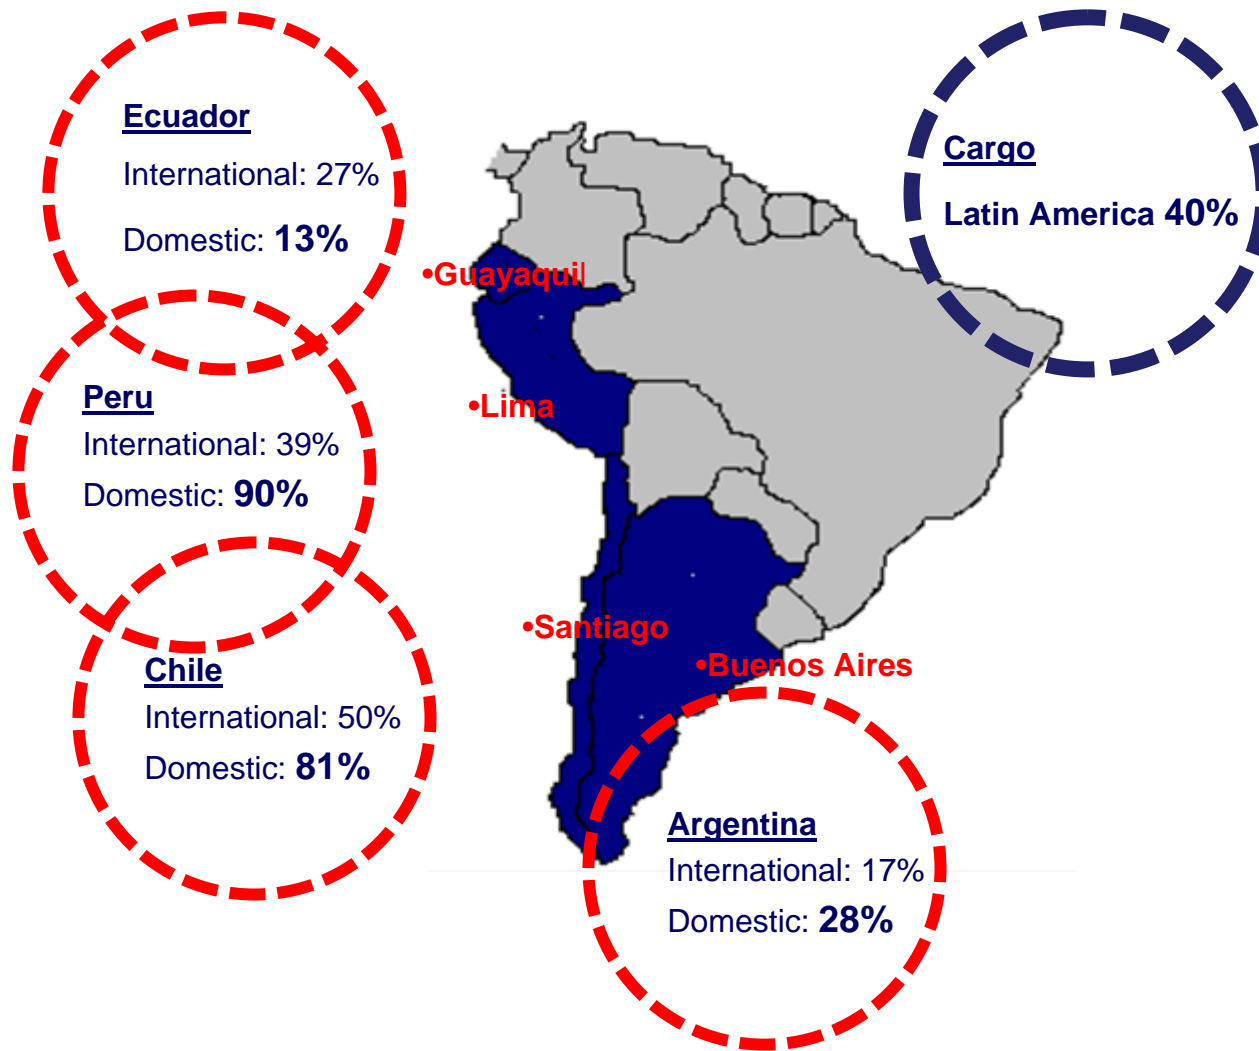 Ecuador
International: 27%
Domestic: 13%
Cargo
Latin America 40%
•Guayaquil
Peru
International: 39%
Domestic: 90%
•Lima
Chile
International: 50%
Domestic: 81%
•Santiago
•Buenos Aires
Argentina
International: 17%
Domestic: 28%